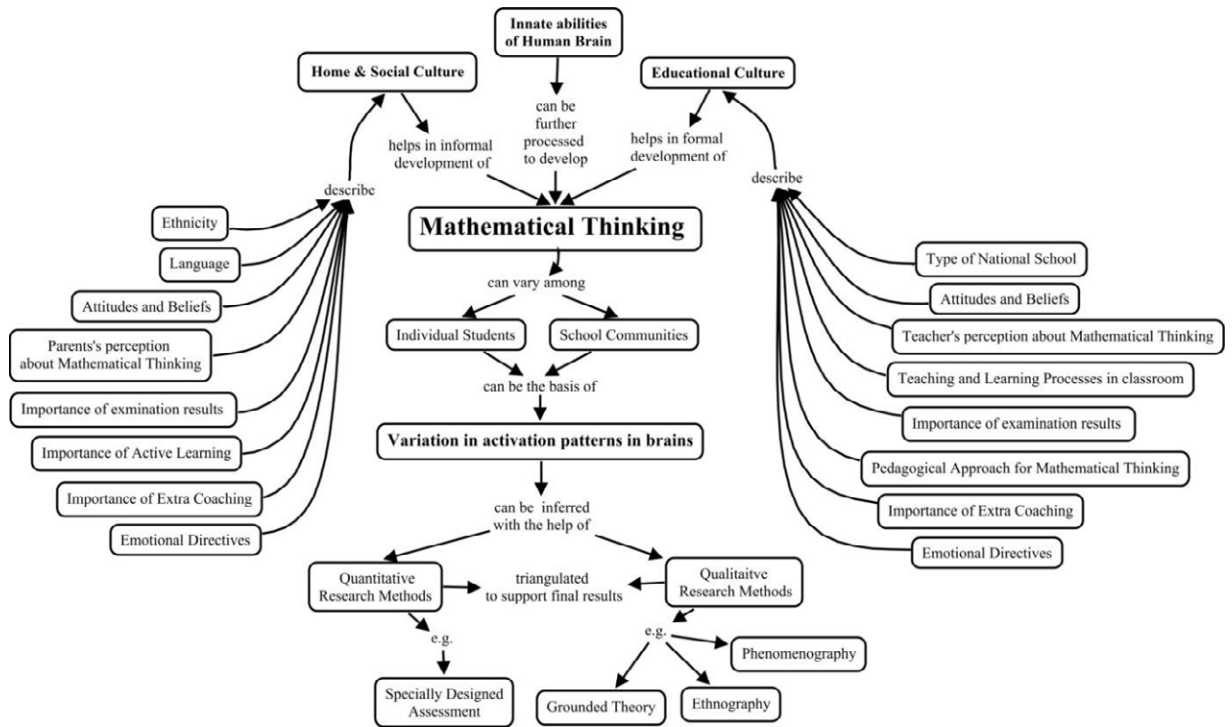 Innate abilities
of Human Brain
Home & Social Culture
Educational Culture
can be
further
processed
to develop
helps in informal
development of
helps in formal
development of
describe
describe
Mathematical Thinking
Ethnicity
Language
Attitudes and Beliefs
Parents's perception
about Mathematical Thinking
Importance of exmination results
Importance of Active Learning
Importance of Extra Coaching
Emotional Directives
can vary among
Individual Students
School Communities
can be the basis of
Variation in activation patterns in brains
can be inferred
with the help of
Type of National School
Attitudes and Beliefs
Teacher's perception about Mathematical Thinking
Teaching and Learning Processes in classroom
Importance of examination results
Pedagogical Approach for Mathematical Thinking
Importance of Extra Coaching
Emotional Directives
Quantitative
Research Methods
triangulated
to support final results
Qualitaitve
Research Methods
e.g.
e.g.
Specially Designed
Assessment
Grounded Theory
Ethnography
Phenomenography